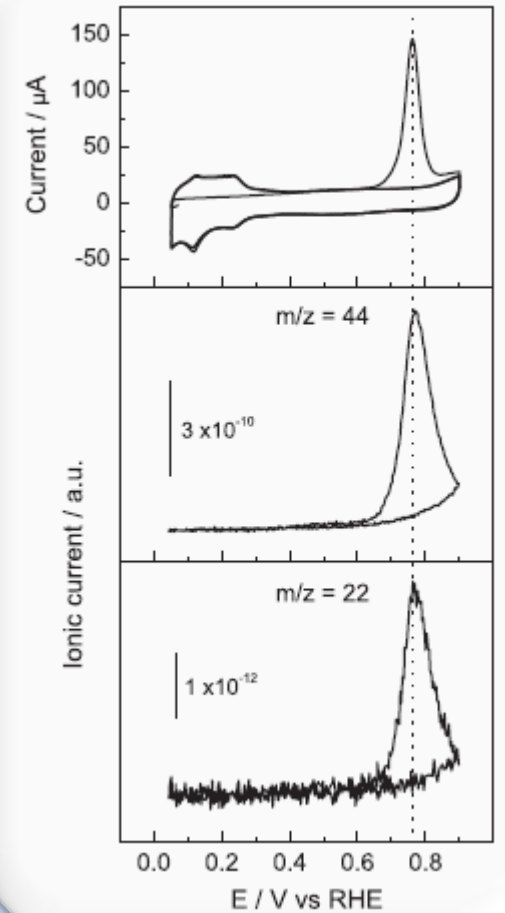 150
100
50
0
-50
Current / µA
m/z = 44
3 x10⁻¹⁰
m/z = 22
1 x10⁻¹²
Ionic current / a.u.
0.0 0.2 0.4 0.6 0.8
E / V vs RHE